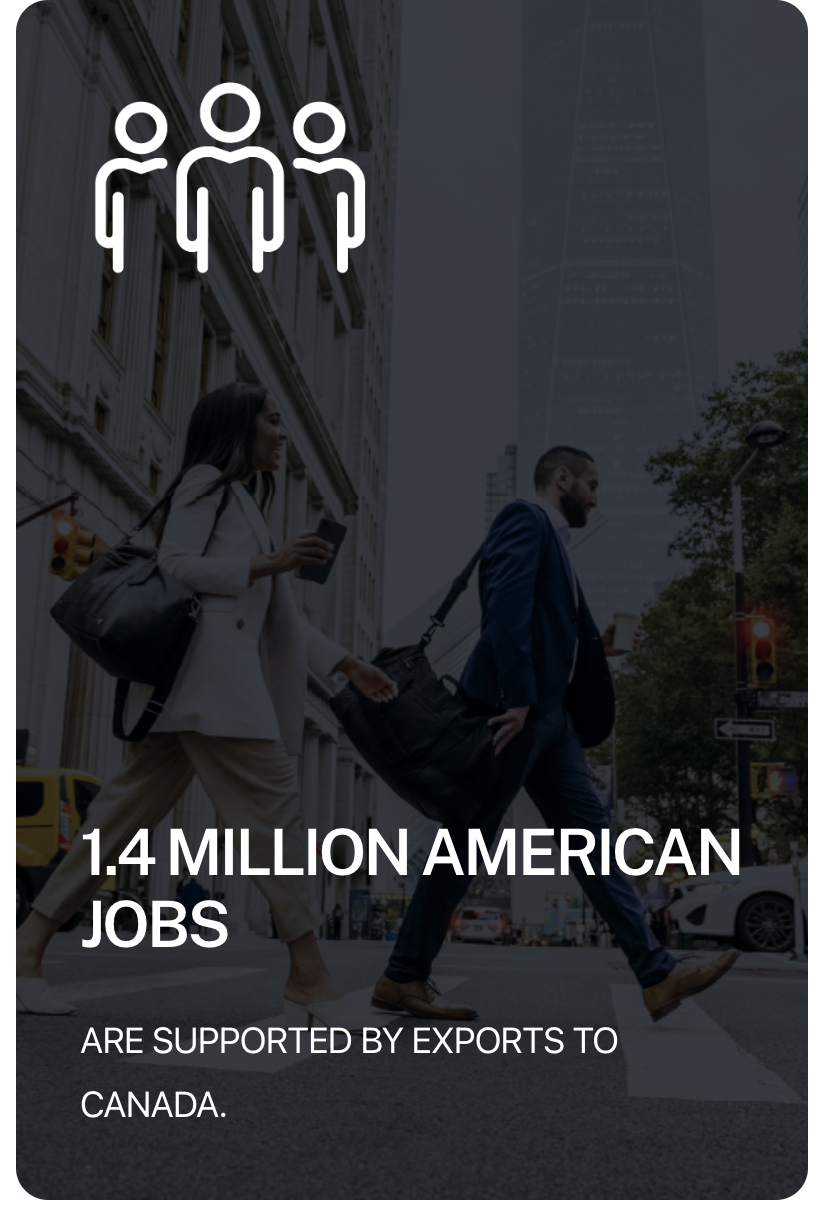 1.4 MILLION AMERICAN
JOBS
ARE SUPPORTED BY EXPORTS TO
CANADA.